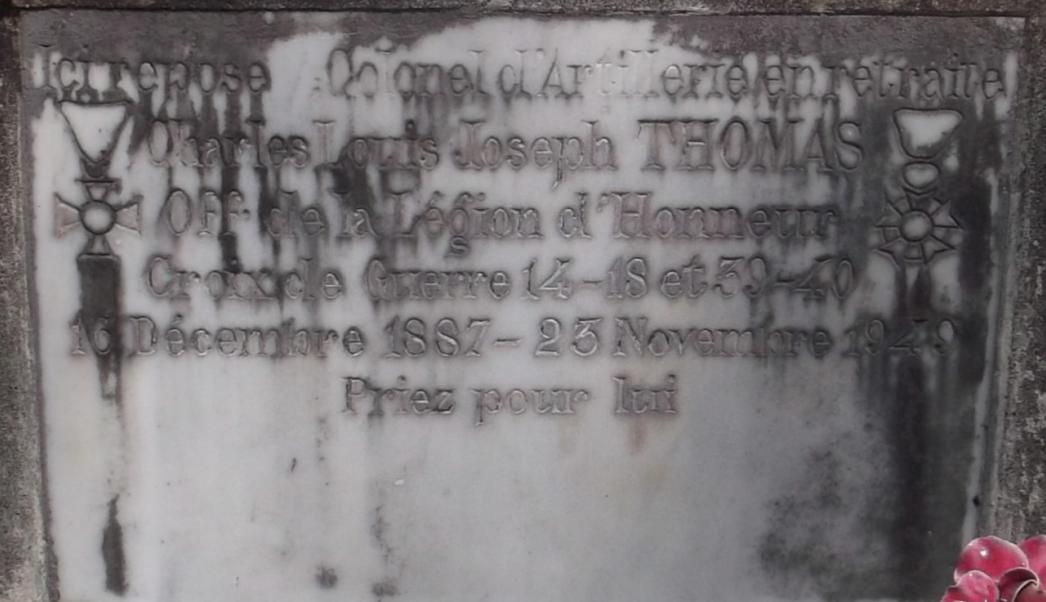 Ici repose Colonel d'Artillerie en retraite
Charles Louis Joseph THOMAS
Off. de la Légion d'Honneur
Croix de Guerre 14-18 et 39-40
16 Décembre 1887 - 23 Novembre 1949
Priez pour lui